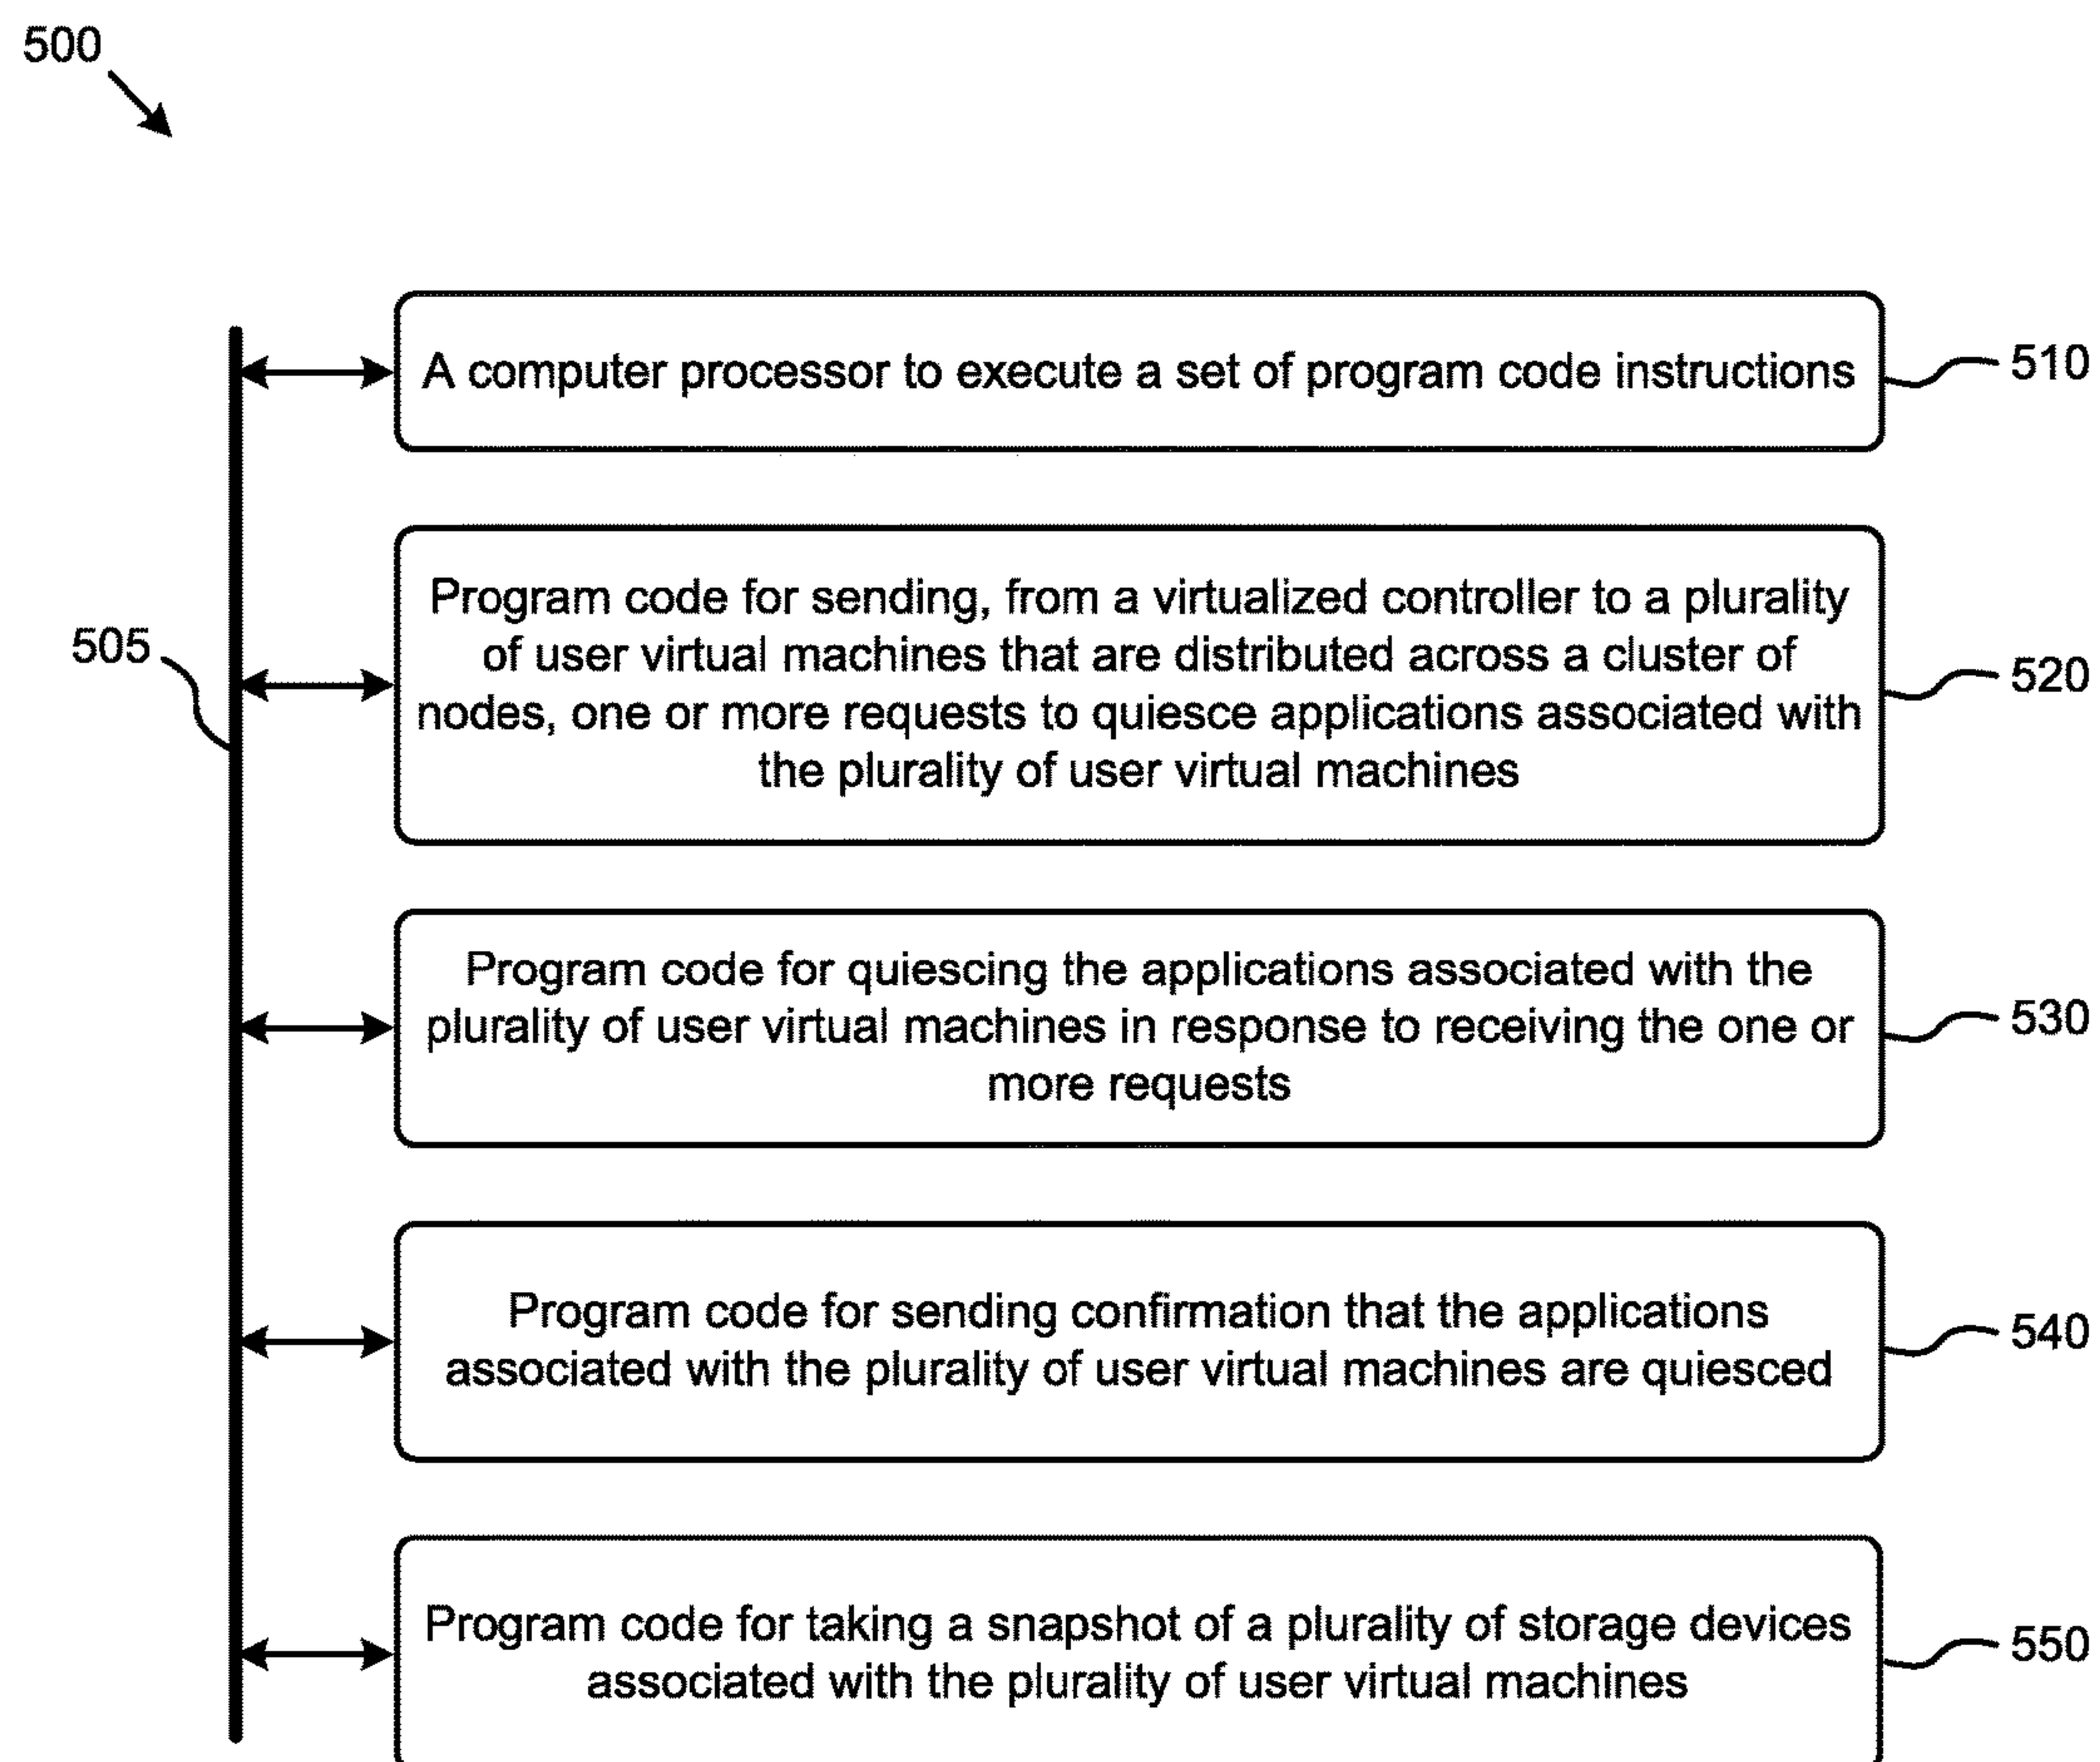 500
A computer processor to execute a set of program code instructions
510
505
Program code for sending, from a virtualized controller to a plurality
of user virtual machines that are distributed across a cluster of
nodes, one or more requests to quiesce applications associated with
the plurality of user virtual machines
520
Program code for quiescing the applications associated with the
plurality of user virtual machines in response to receiving the one or
more requests
530
Program code for sending confirmation that the applications
associated with the plurality of user virtual machines are quiesced
540
Program code for taking a snapshot of a plurality of storage devices
associated with the plurality of user virtual machines
550